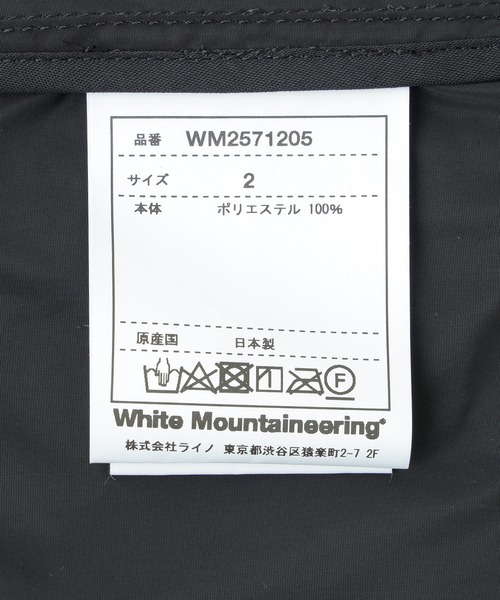 品番 WM2571205
サイズ 2
本体 ポリエステル 100%
原産国 日本製
F
White Mountaineering®
株式会社ライノ 東京都渋谷区猿楽町2-7 2F